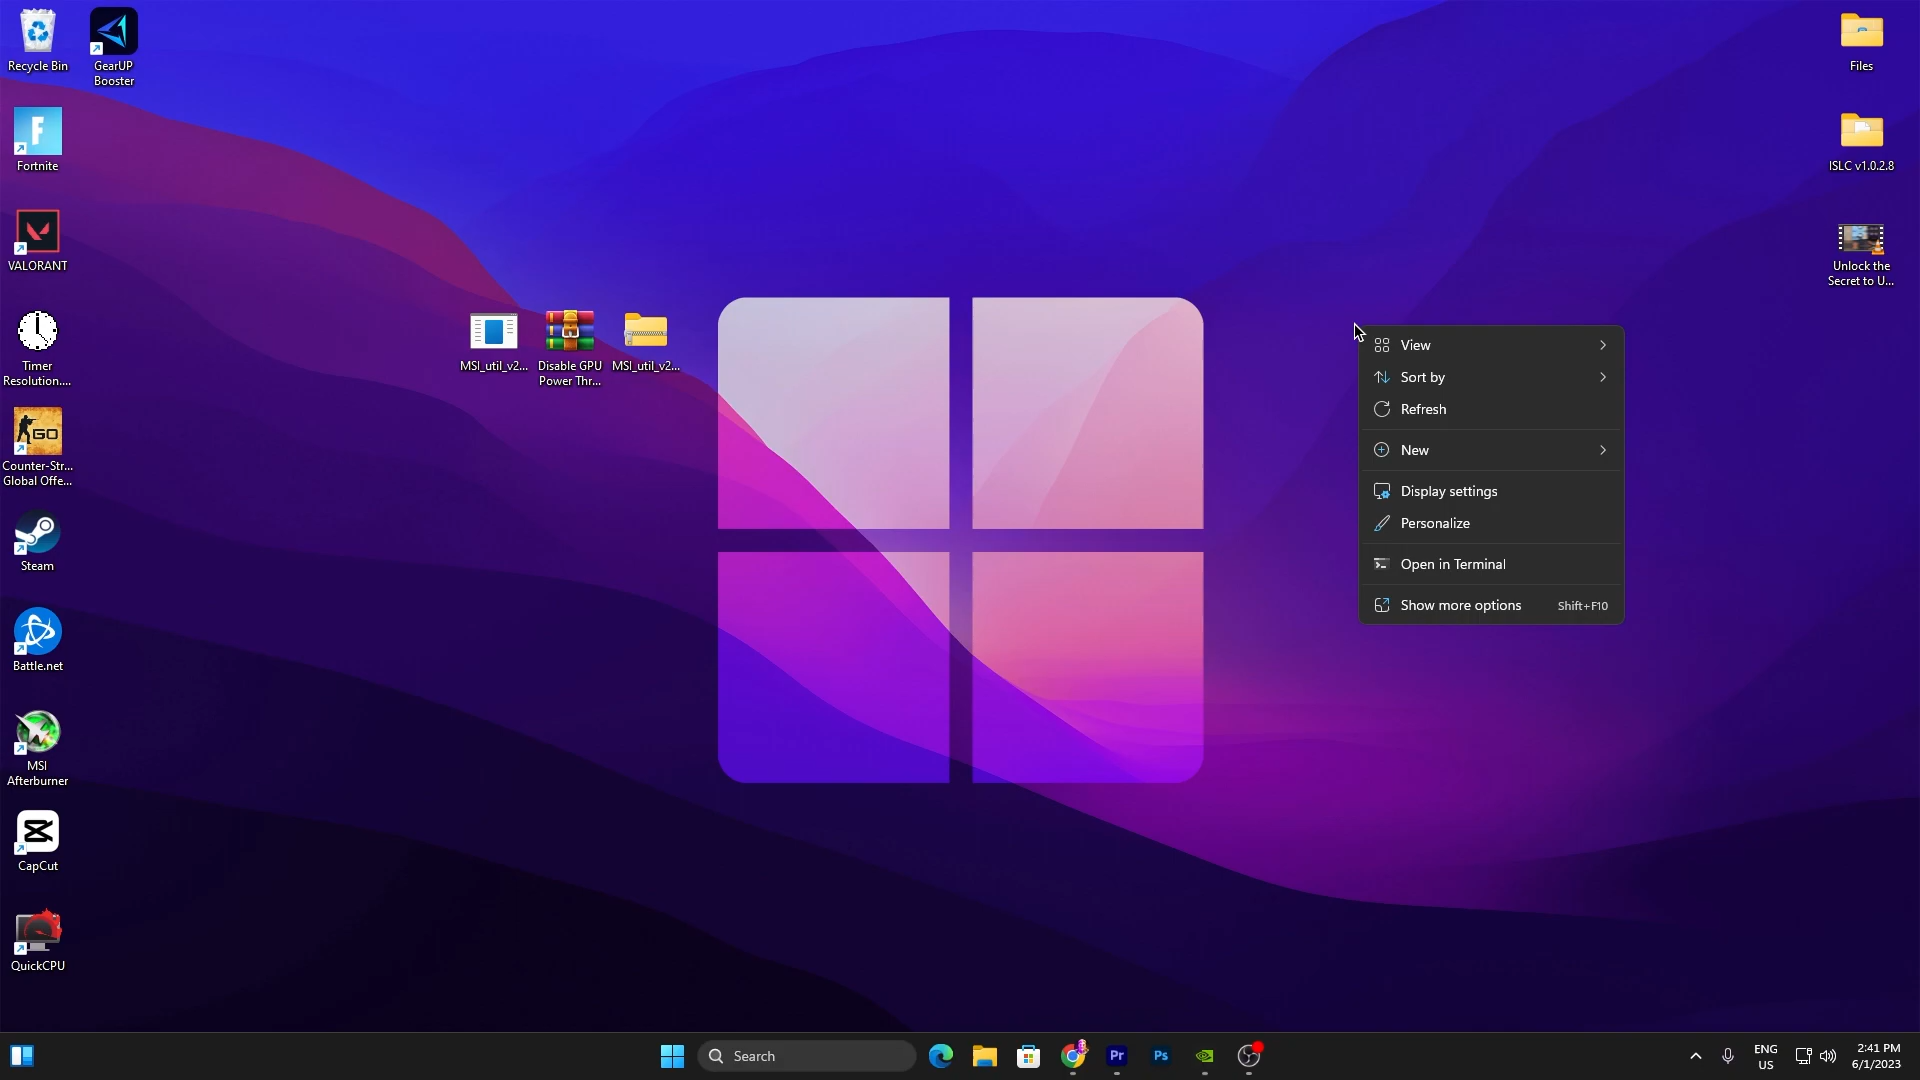 Recycle Bin
GearUP
Booster
Fortnite
VALORANT
Timer
Resolution....
GO
Counter-Str...
Global Offe...
Steam
Battle.net
MSI
Afterburner
CapCut
QuickCPU
MSI_util_v2...
Disable GPU
Power Thr...
MSI_util_v2...
Files
ISLC v1.0.2.8
Unlock the
Secret to U...
View
Sort by
Refresh
New
Display settings
Personalize
Open in Terminal
Show more options Shift+F10
Search
Pr
Ps
ENG
US
2:41 PM
6/1/2023